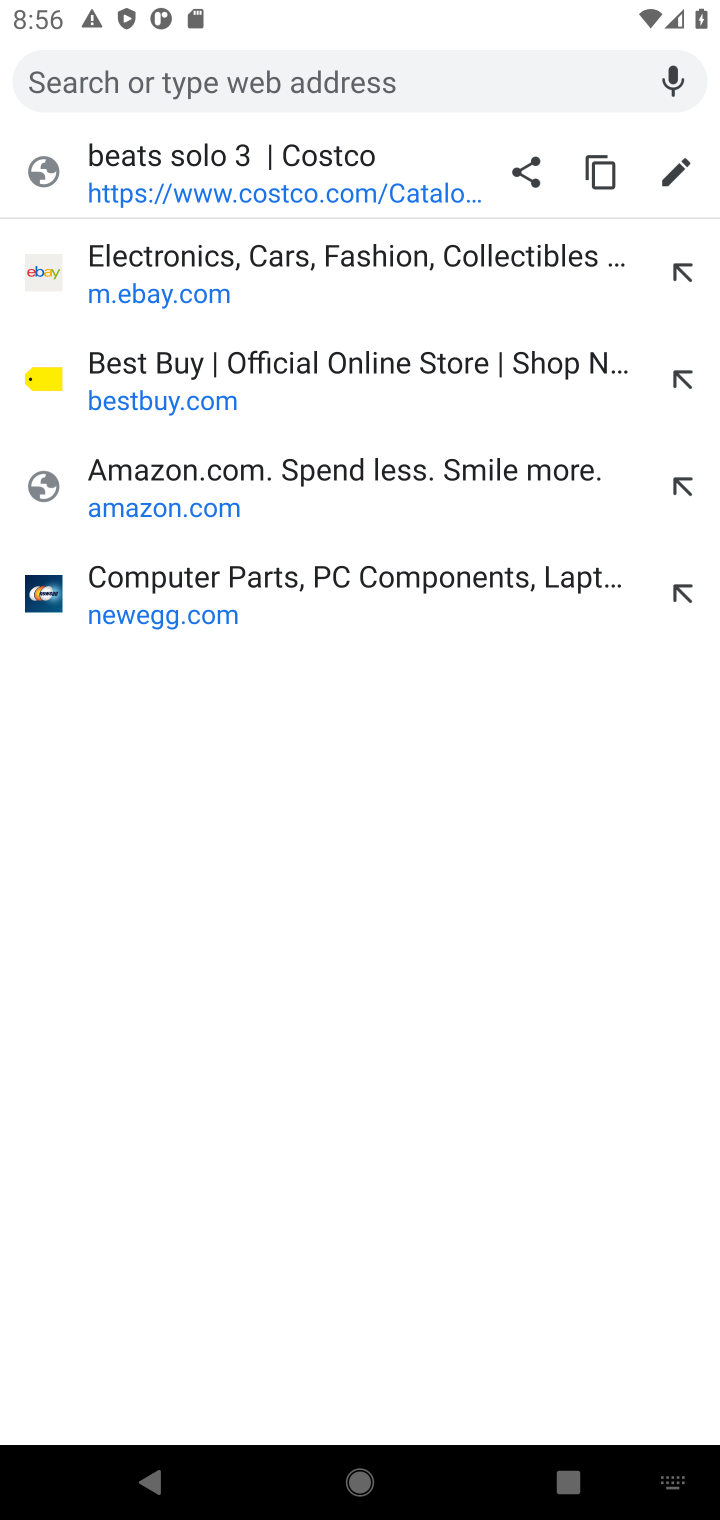 8:56
Search or type web address
beats solo 3 | Costco
https://www.costco.com/Catalo...
ebay
Electronics, Cars, Fashion, Collectibles ...
m.ebay.com
Best Buy | Official Online Store | Shop N...
bestbuy.com
Amazon.com. Spend less. Smile more.
amazon.com
newegg
Computer Parts, PC Components, Lapt...
newegg.com